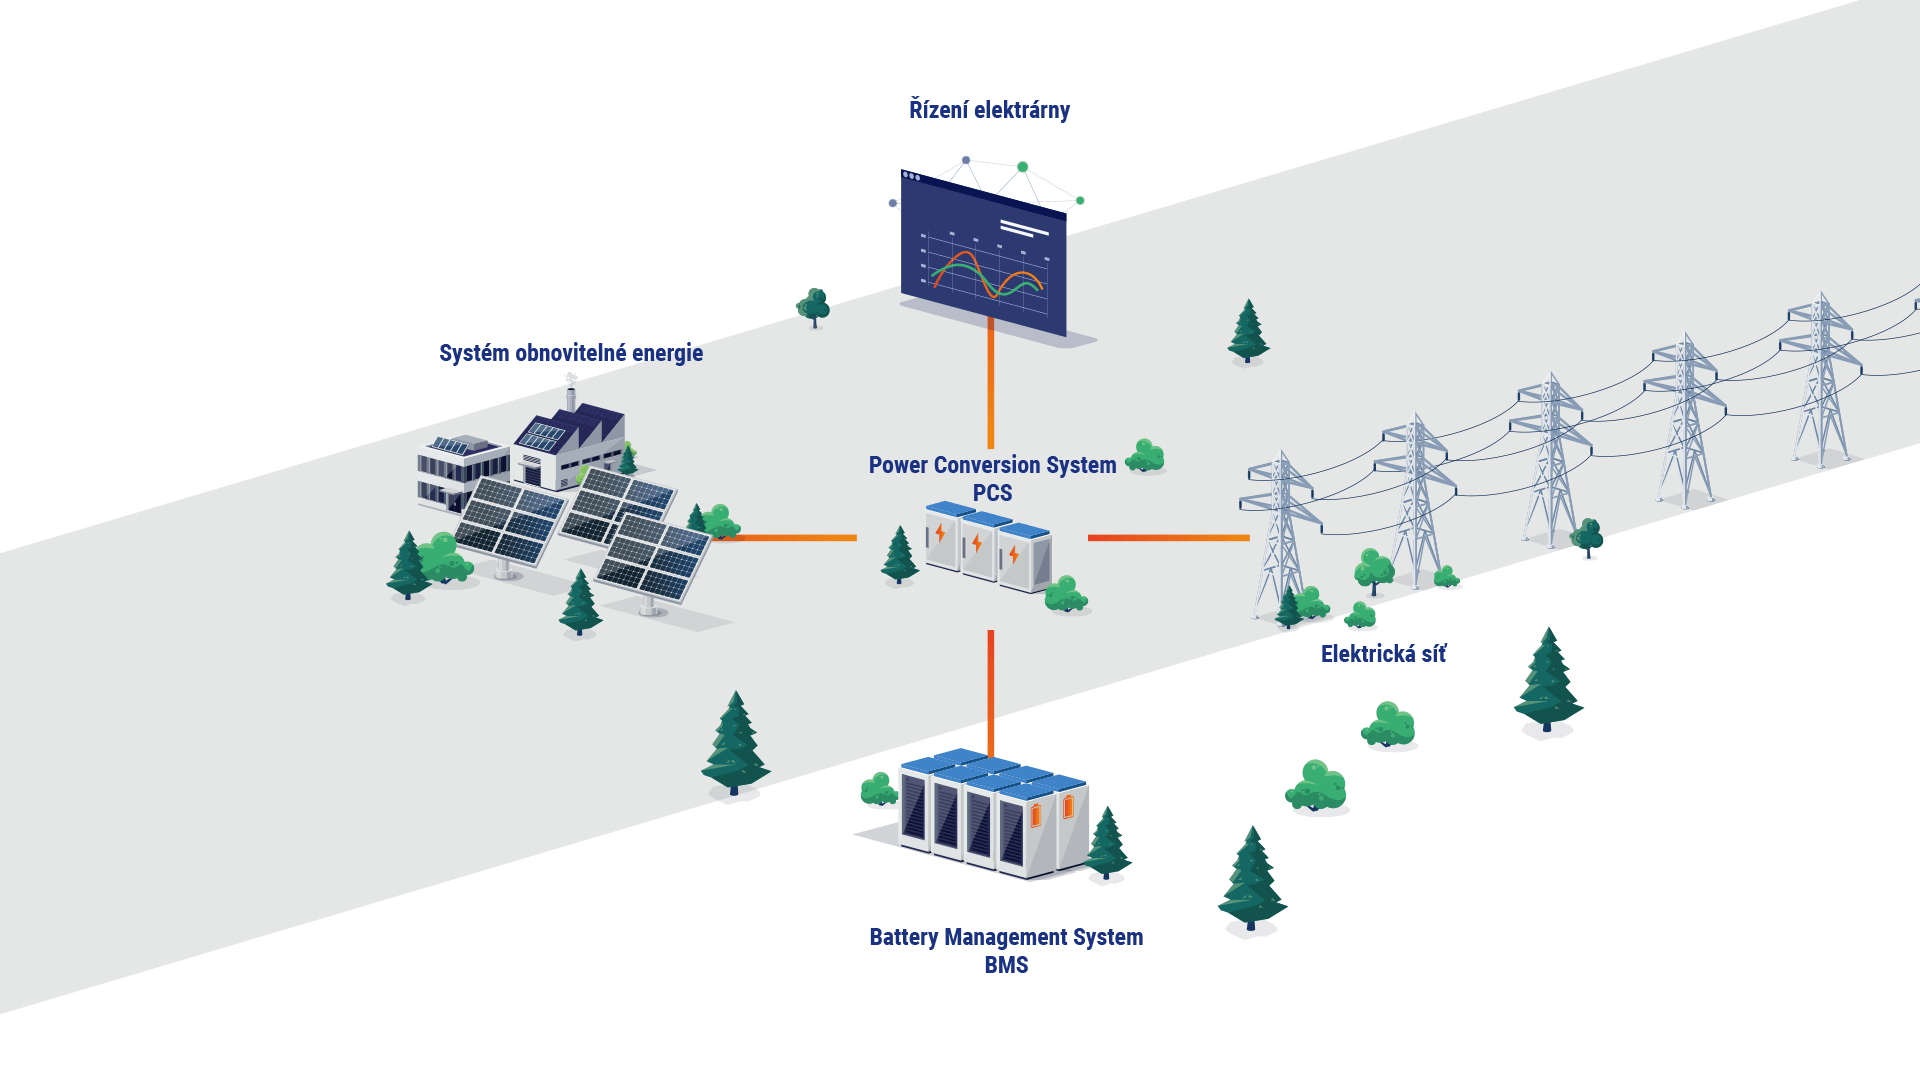 Řízení elektrárny
Systém obnovitelné energie
Power Conversion System
PCS
Elektrická síť
Battery Management System
BMS